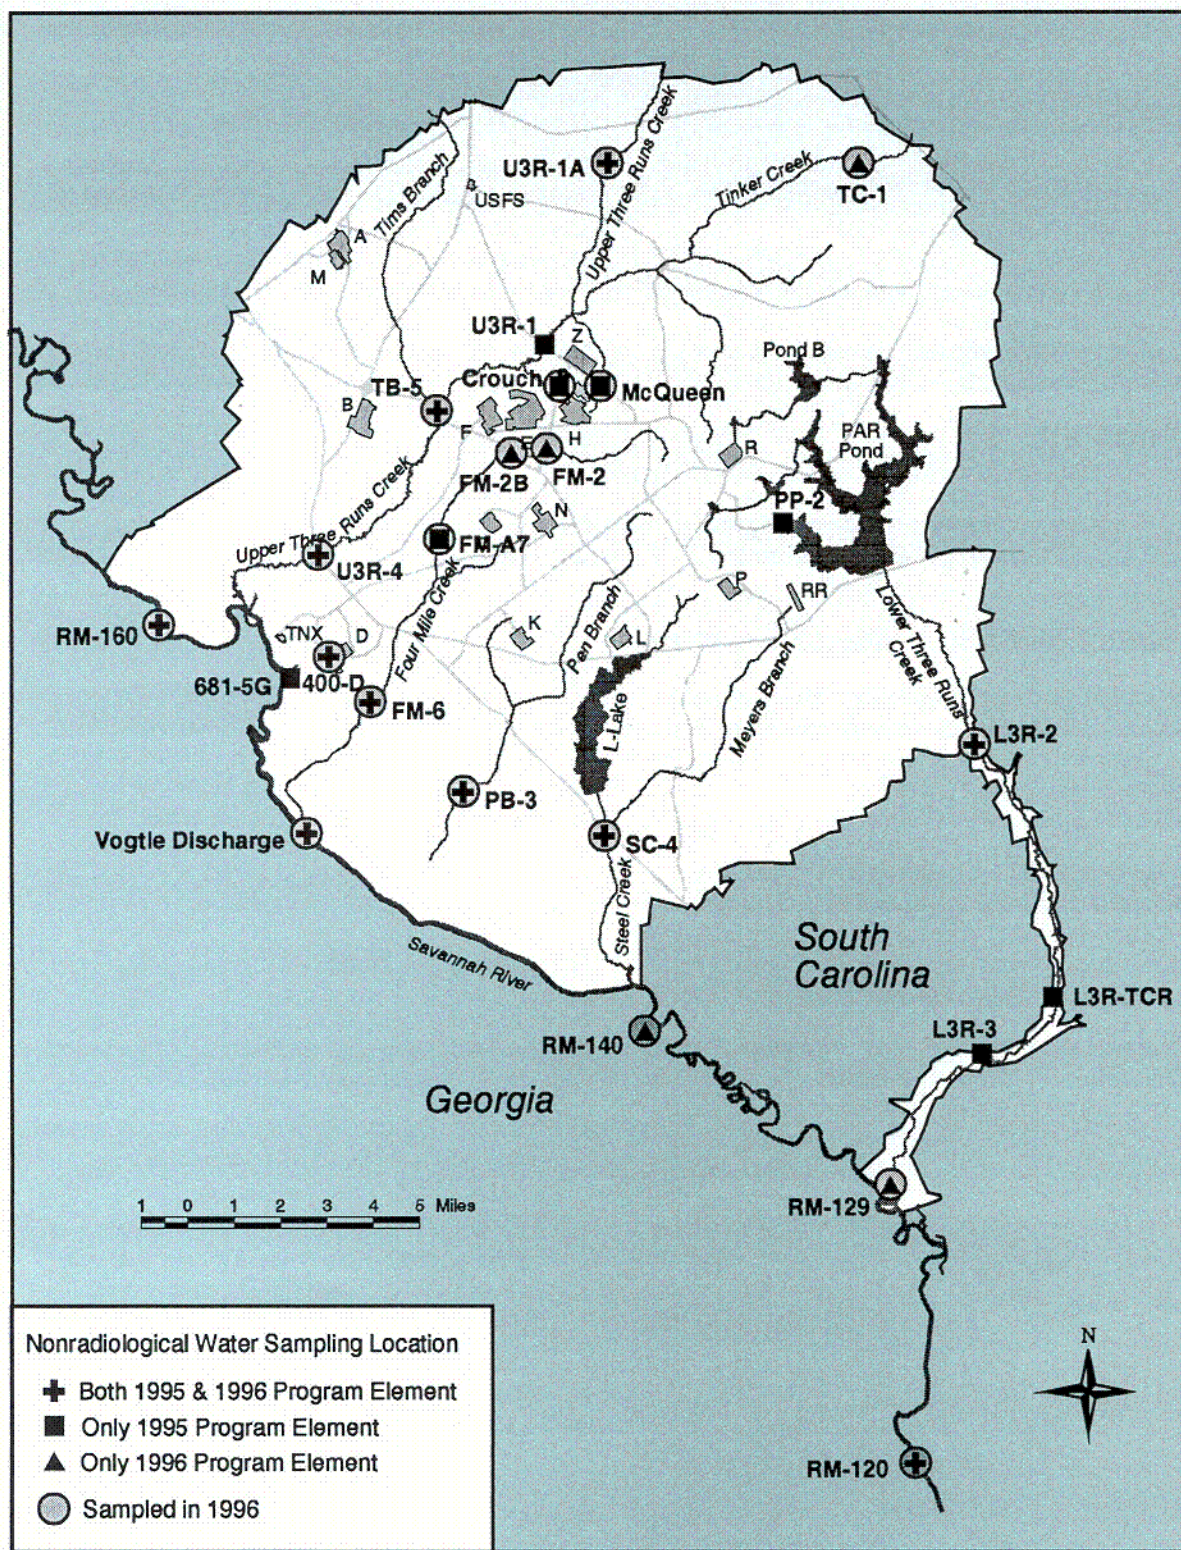 Upper Three Runs Creek
U3R-1A
Tinker Creek
TC-1
Tims Branch
USFS
A
M
U3R-1
Z
Pond B
Crouch
McQueen
TB-5
B
F
E
H
R
PAR
Pond
FM-2B
FM-2
PP-2
N
FM-A7
Upper Three Runs Creek
U3R-4
Four Mile Creek
P
RR
Lower Three Runs
Creek
RM-160
TNX
D
K
Pen Branch
L
681-5G
400-D
FM-6
L-Lake
Meyers Branch
L3R-2
PB-3
Vogtle Discharge
SC-4
Steel Creek
Savannah River
South
Carolina
L3R-TCR
L3R-3
RM-140
Georgia
RM-129
1 0 1 2 3 4 5 Miles
N
Nonradiological Water Sampling Location
Both 1995 & 1996 Program Element
Only 1995 Program Element
Only 1996 Program Element
Sampled in 1996
RM-120